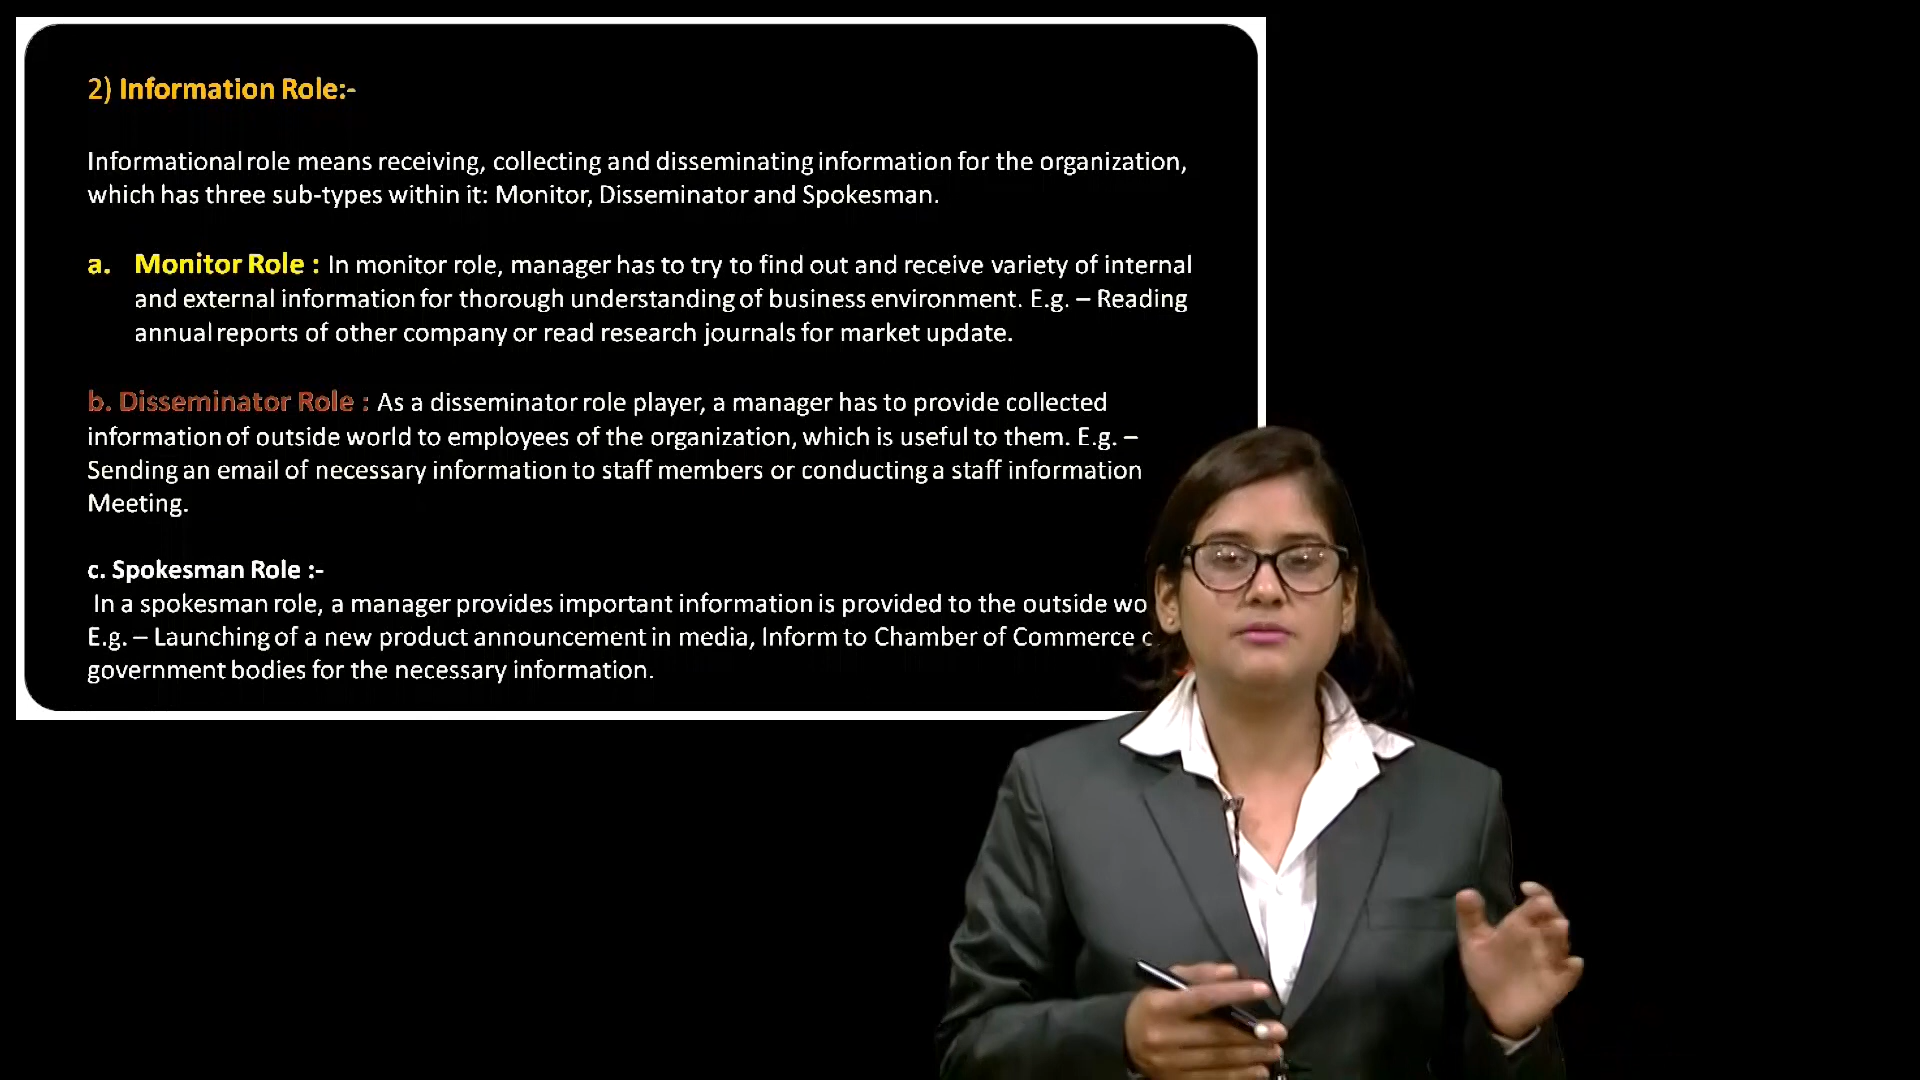 2) Information Role:-
Informational role means receiving, collecting and disseminating information for the organization,
which has three sub-types within it: Monitor, Disseminator and Spokesman.
a. Monitor Role : In monitor role, manager has to try to find out and receive variety of internal
and external information for thorough understanding of business environment. E.g. – Reading
annual reports of other company or read research journals for market update.
b. Disseminator Role : As a disseminator role player, a manager has to provide collected
information of outside world to employees of the organization, which is useful to them. E.g. –
Sending an email of necessary information to staff members or conducting a staff information
Meeting.
c. Spokesman Role :-
In a spokesman role, a manager provides important information is provided to the outside
E.g. – Launching of a new product announcement in media, Inform to Chamber of Commerce
government bodies for the necessary information.